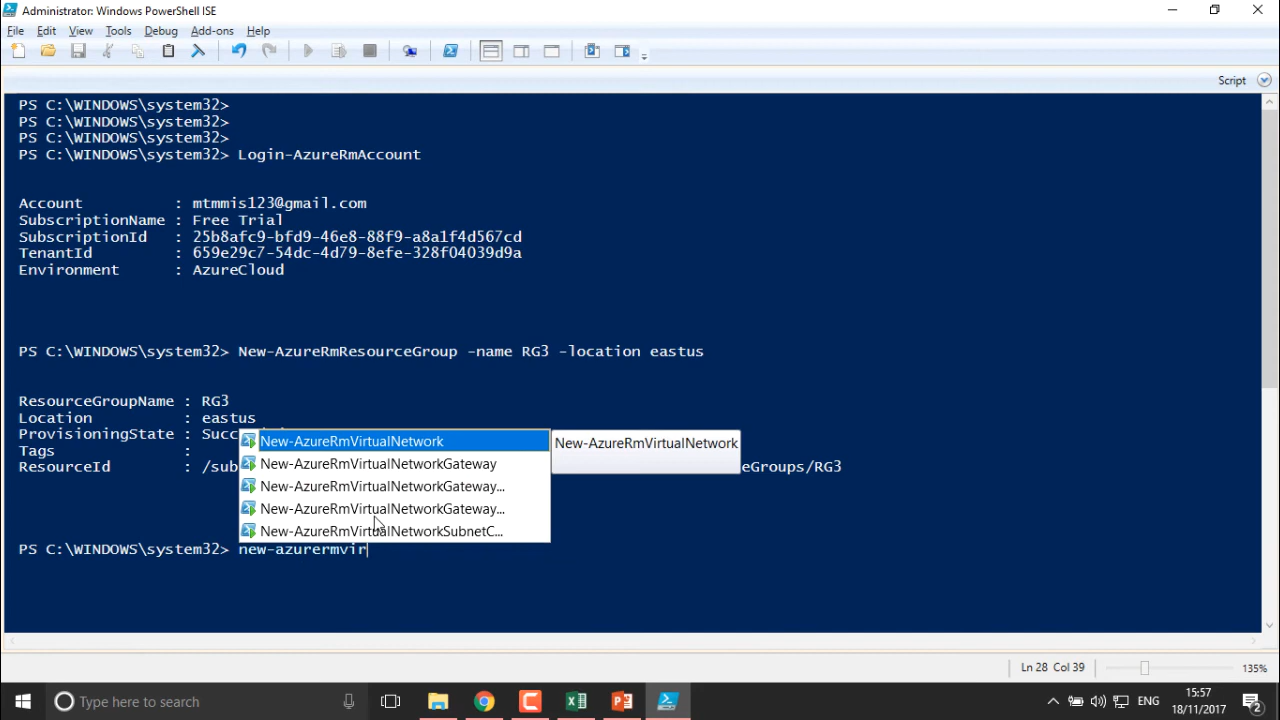 Administrator: Windows PowerShell ISE
File Edit View Tools Debug Add-ons Help
Script
PS C:\WINDOWS\system32>
PS C:\WINDOWS\system32>
PS C:\WINDOWS\system32>
PS C:\WINDOWS\system32> Login-AzureRmAccount
Account : mtmmis123@gmail.com
SubscriptionName : Free Trial
SubscriptionId : 25b8afc9-bfd9-46e8-88f9-a8a1f4d567cd
TenantId : 659e29c7-54dc-4d79-8efe-328f04039d9a
Environment : AzureCloud
PS C:\WINDOWS\system32> New-AzureRmResourceGroup -name RG3 -location eastus
ResourceGroupName : RG3
Location : eastus
ProvisioningState : Succ
Tags :
ResourceId : /sub eGroups/RG3
New-AzureRmVirtualNetwork
New-AzureRmVirtualNetwork
New-AzureRmVirtualNetworkGateway
New-AzureRmVirtualNetworkGateway...
New-AzureRmVirtualNetworkGateway...
New-AzureRmVirtualNetworkSubnetC...
PS C:\WINDOWS\system32> new-azurermvir
Ln 28 Col 39 135%
Type here to search
ENG
15:57
18/11/2017
2